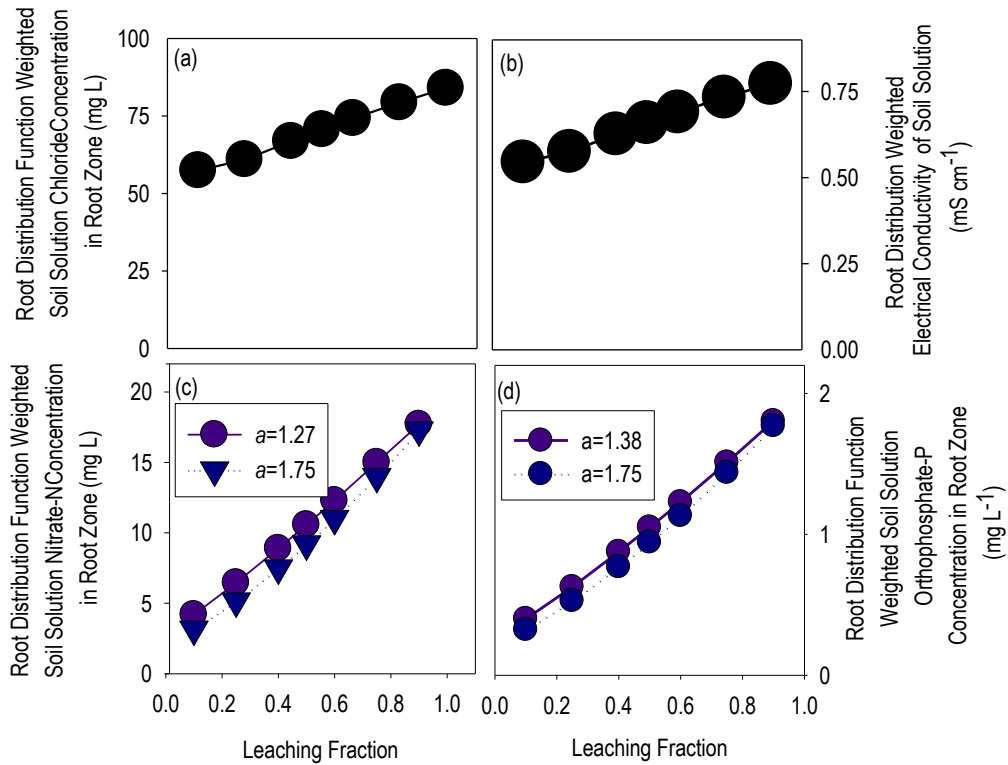 Root Distribution Function Weighted
Soil Solution ChlorideConcentration
in Root Zone (mg L)
100
75
50
25
0
(a)
(b)
0.75
0.50
0.25
0.00
Root Distribution Weighted
Electrical Conductivity of Soil Solution
(mS cm⁻¹)
Root Distribution Function Weighted
Soil Solution Nitrate-NConcentration
in Root Zone (mg L)
20
15
10
5
0
(c)
a=1.27
a=1.75
(d)
a=1.38
a=1.75
2
1
0
Root Distribution Function
Weighted Soil Solution
Orthophosphate-P
Concentration in Root Zone
(mg L⁻¹)
0.0 0.2 0.4 0.6 0.8 1.0
0.0 0.2 0.4 0.6 0.8 1.0
Leaching Fraction
Leaching Fraction